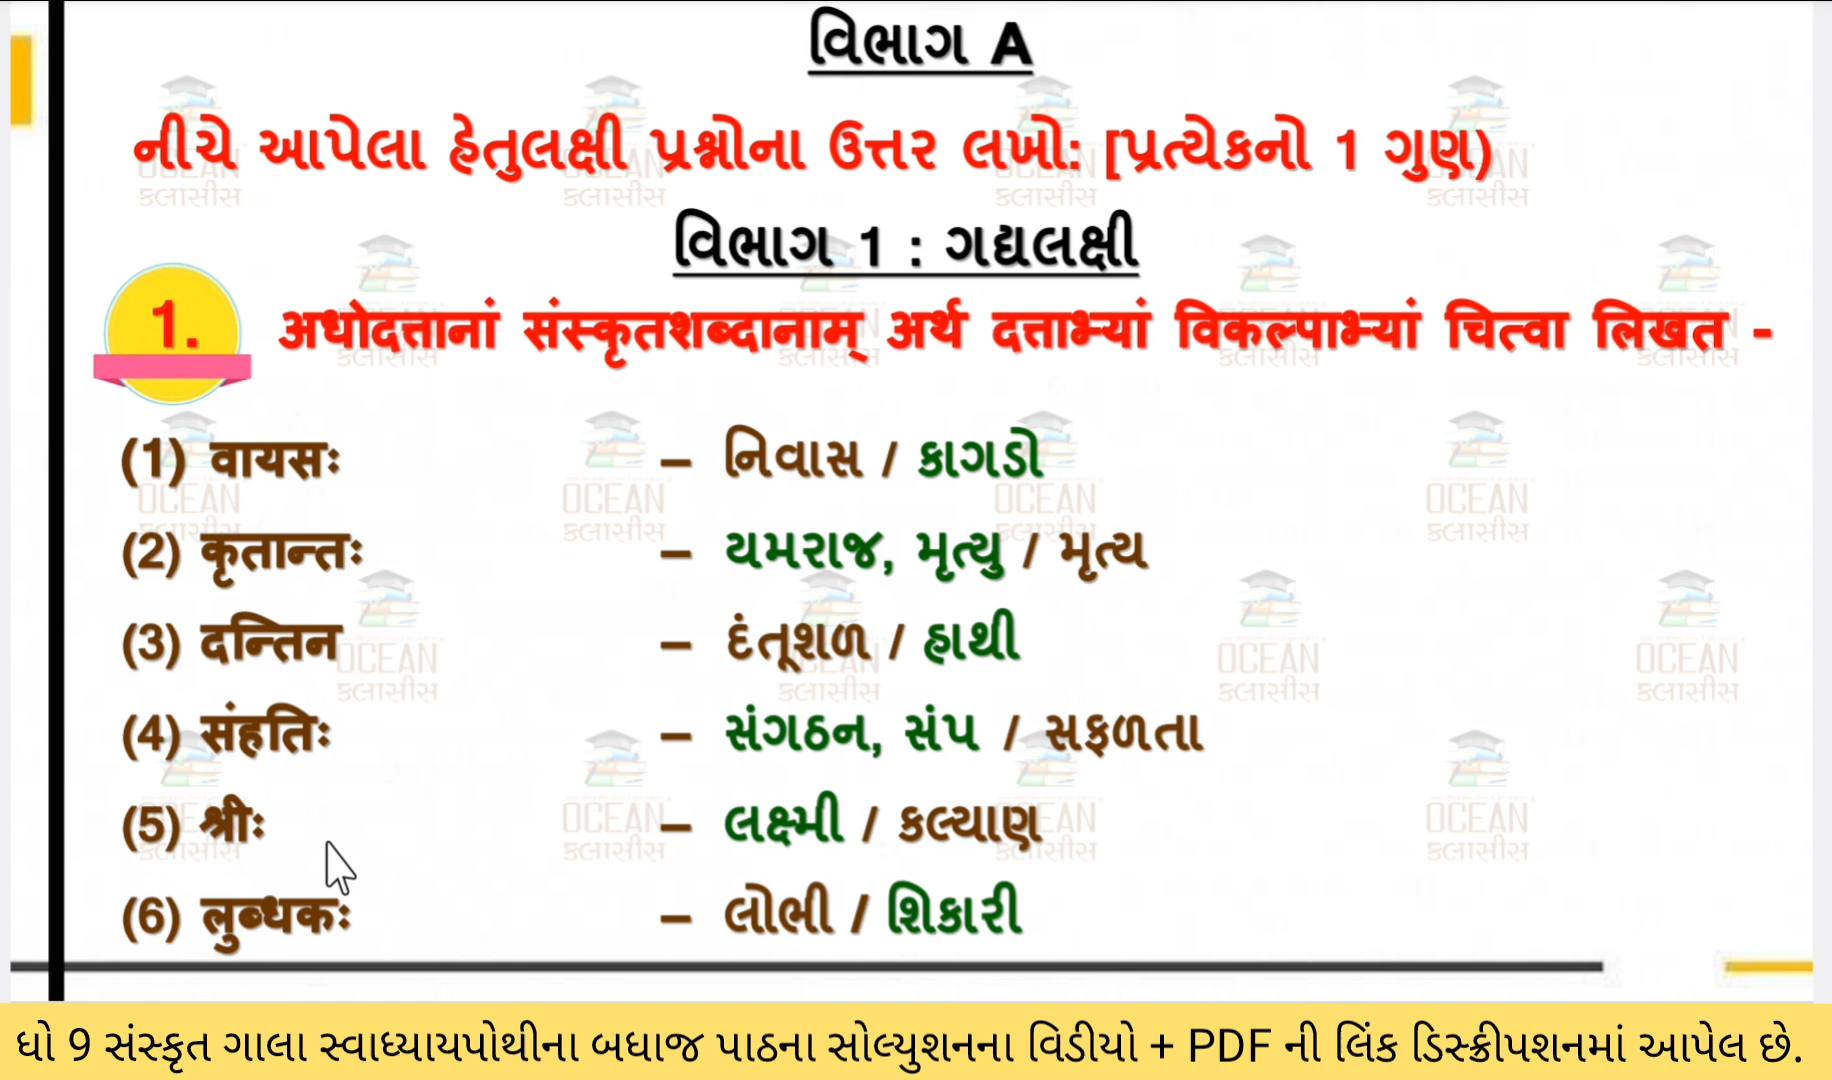 વિભાગ A
નીચે આપેલા હેતુલક્ષી પ્રશ્નોના ઉત્તર લખો: [પ્રત્યેકનો 1 ગુણ)
વિભાગ 1 : ગદ્યલક્ષી
1. अधोदत्तानां संस्कृतशब्दानाम् अर्थ दत्ताभ्यां विकल्पाभ्यां चित्वा लिखत -
(1) वायसः – નિવાસ / કાગડો
(2) कृतान्तः – યમરાજ, મૃત્યુ / મૃત્ય
(3) दन्तिन – દંતૂશળ / હાથી
(4) संहतिः – સંગઠન, સંપ / સફળતા
(5) श्रीः – લક્ષ્મી / કલ્યાણ
(6) लुब्धकः – લોભી / શિકારી
ધો 9 સંસ્કૃત ગાલા સ્વાધ્યાયપોથીના બધાજ પાઠના સોલ્યુશનના વિડીયો + PDF ની લિંક ડિસ્ક્રીપશનમાં આપેલ છે.
OCEAN
ક્લાસીસ